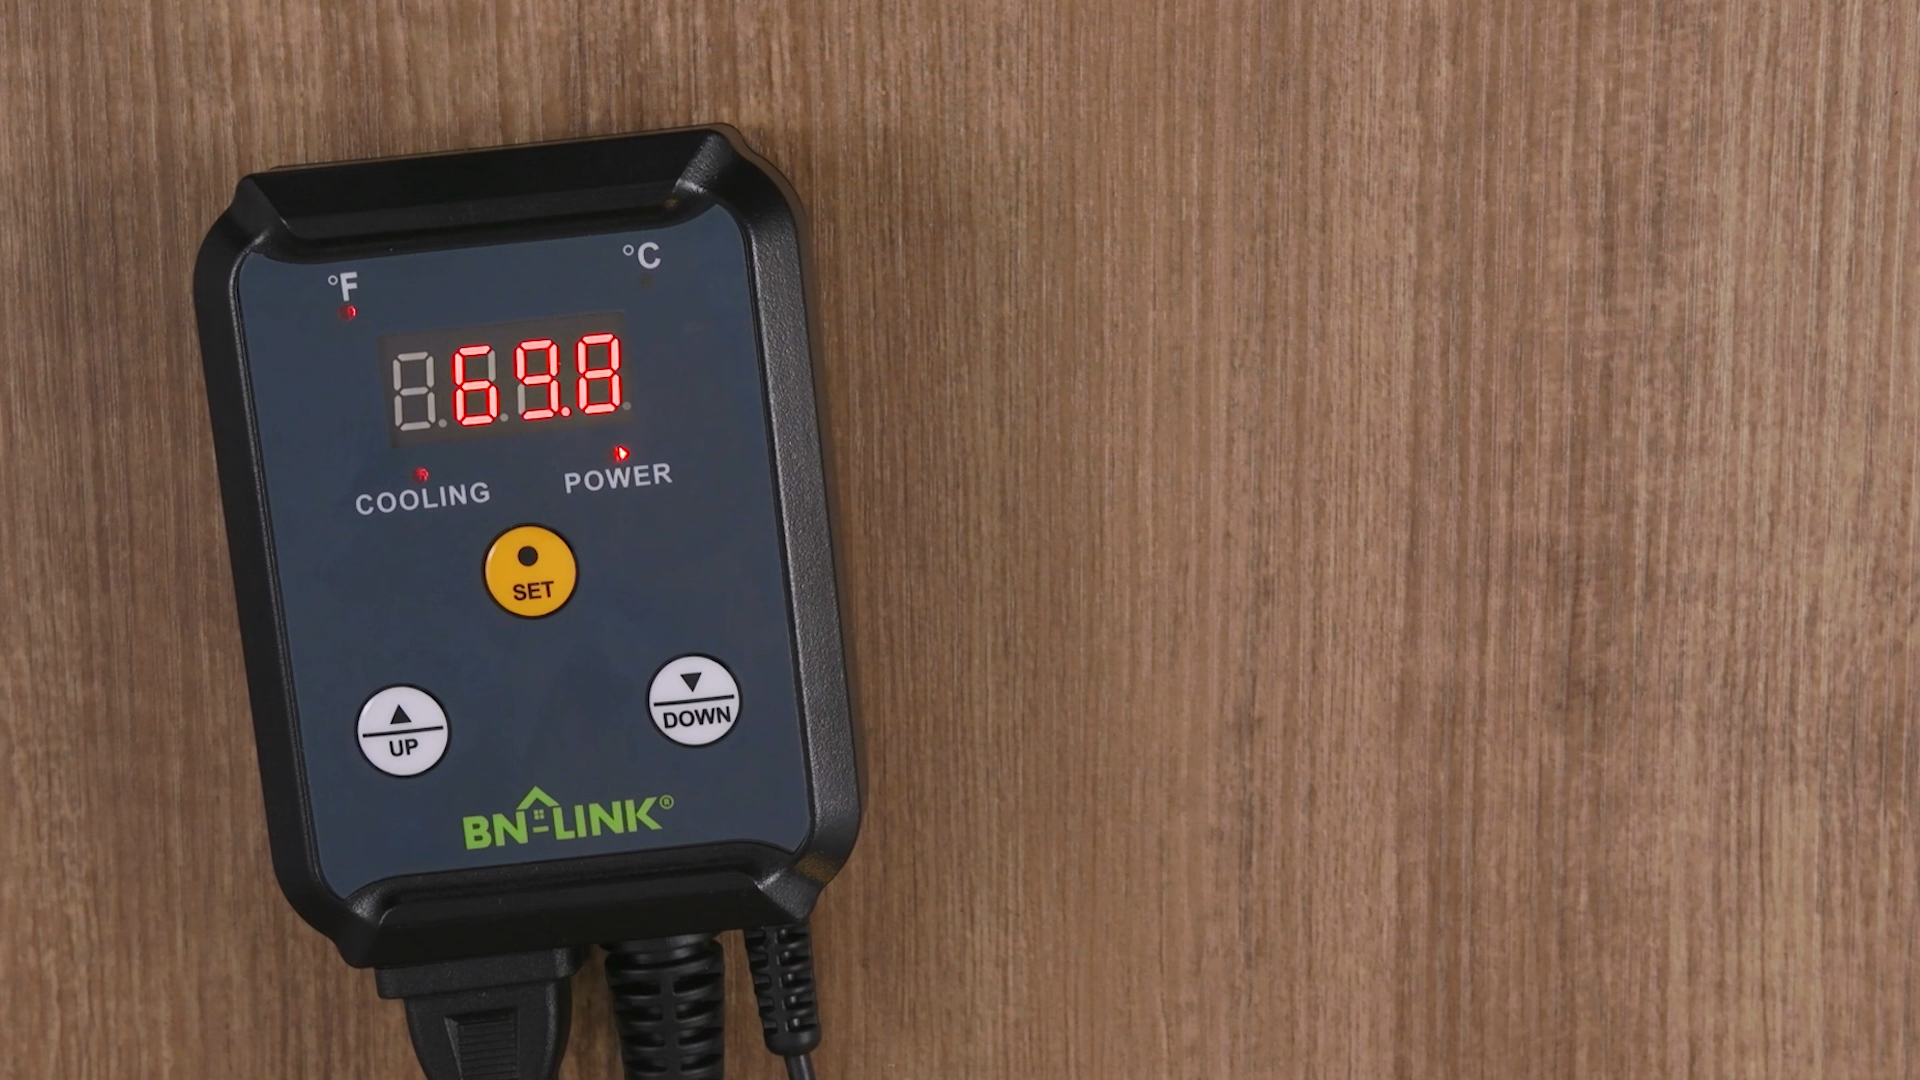 °F
°C
69.8
COOLING
POWER
SET
UP
DOWN
BN-LINK®